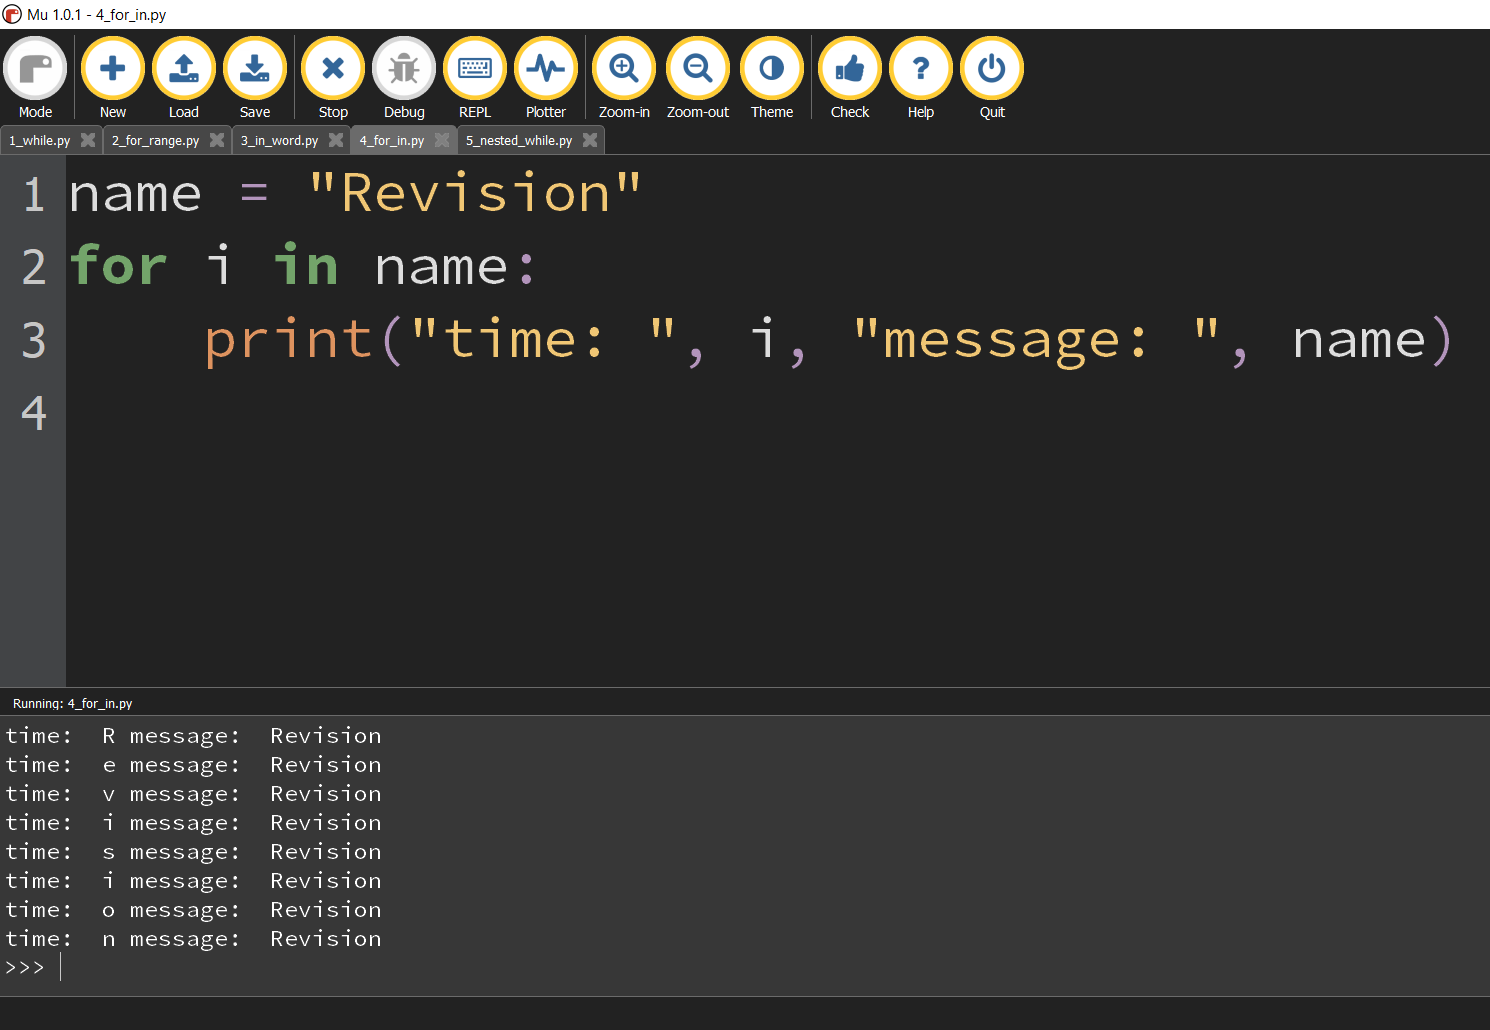 Mu 1.0.1 - 4_for_in.py
Mode New Load Save Stop Debug REPL Plotter Zoom-in Zoom-out Theme Check Help Quit
1_while.py 2_for_range.py 3_in_word.py 4_for_in.py 5_nested_while.py
1 name = "Revision"
2 for i in name:
3     print("time: ", i, "message: ", name)
4
Running: 4_for_in.py
time:  R message:  Revision
time:  e message:  Revision
time:  v message:  Revision
time:  i message:  Revision
time:  s message:  Revision
time:  i message:  Revision
time:  o message:  Revision
time:  n message:  Revision
>>>